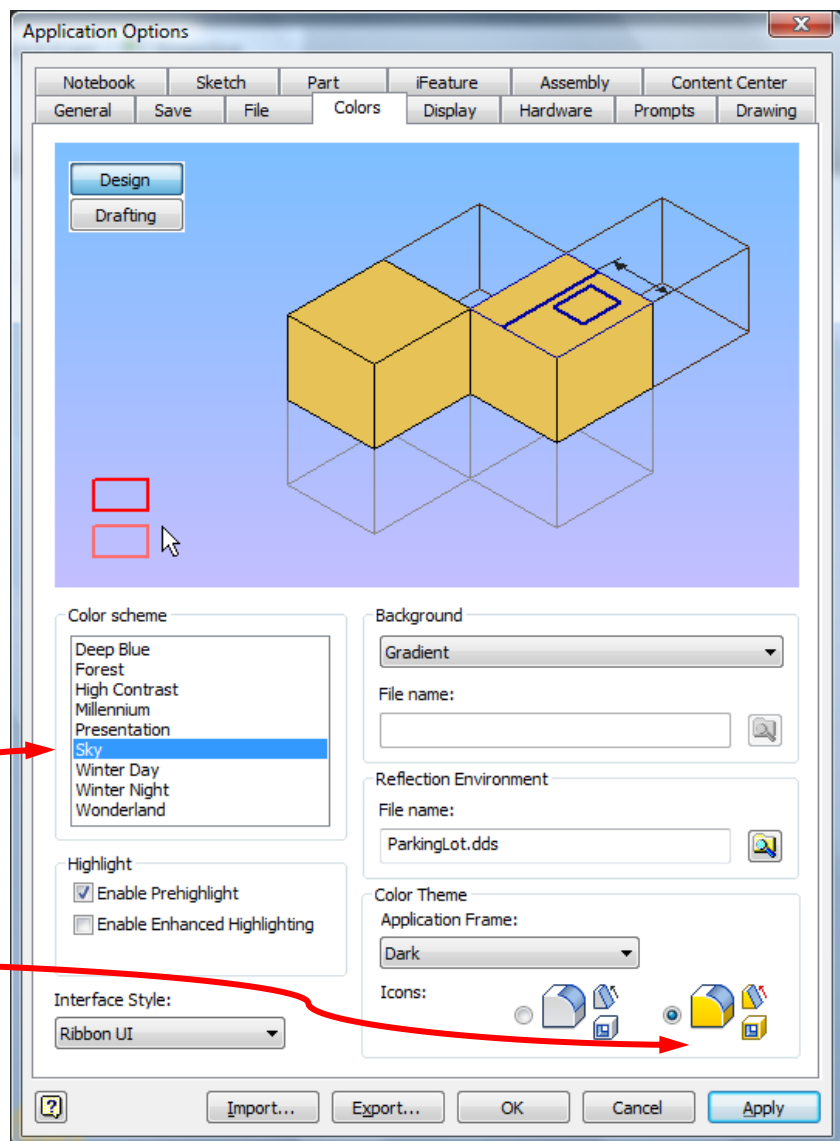 Application Options
Notebook Sketch Part iFeature Assembly Content Center
General Save File Colors Display Hardware Prompts Drawing
Design
Drafting
Color scheme
Deep Blue
Forest
High Contrast
Millennium
Presentation
Sky
Winter Day
Winter Night
Wonderland
Background
Gradient
File name:
Reflection Environment
File name:
ParkingLot.dds
Highlight
Enable Prehighlight
Enable Enhanced Highlighting
Color Theme
Application Frame:
Dark
Icons:
Interface Style:
Ribbon UI
Import... Export... OK Cancel Apply